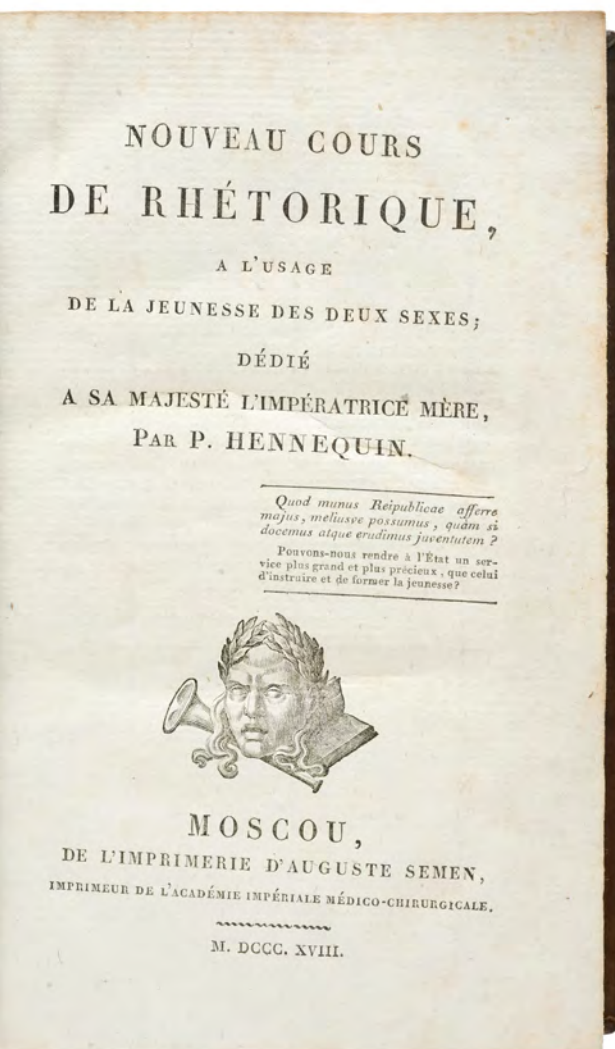 NOUVEAU COURS
DE RHÉTORIQUE,
A L'USAGE
DE LA JEUNESSE DES DEUX SEXES;
DÉDIÉ
A SA MAJESTÉ L'IMPÉRATRICE MÈRE,
PAR P. HENNEQUIN.
Quod munus Reipublicae afferre
majus, meliusve possumus, quàm si
docemus atque erudimus juventutem ?
Pouvons-nous rendre à l'État un ser-
vice plus grand et plus précieux, que celui
d'instruire et de former la jeunesse?
MOSCOU,
DE L'IMPRIMERIE D'AUGUSTE SEMEN,
IMPRIMEUR DE L'ACADÉMIE IMPÉRIALE MÉDICO-CHIRURGICALE.
M. DCCC. XVIII.